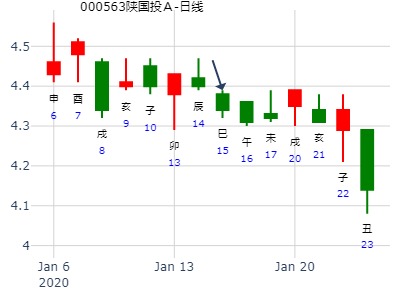 000563陕国投A-日线
4.5
4.4
4.3
4.2
4.1
4
申
6
酉
7
戌
8
亥
9
子
10
卯
13
辰
14
巳
15
午
16
未
17
戌
20
亥
21
子
22
丑
23
Jan 6
2020
Jan 13
Jan 20